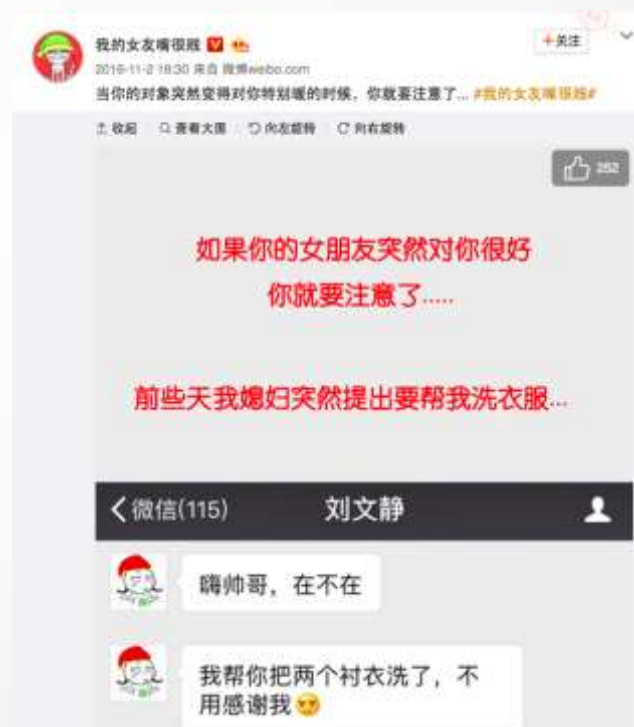 我的女友嘴很贱
+关注
2016-11-2 18:30 来自 微博weibo.com
当你的对象突然变得对你特别暖的时候，你就要注意了... #我的女友嘴很贱#
收起 查看大图 向左旋转 向右旋转
252
如果你的女朋友突然对你很好
你就要注意了.....
前些天我媳妇突然提出要帮我洗衣服...
微信(115) 刘文静
嗨帅哥，在不在
我帮你把两个衬衣洗了，不
用感谢我